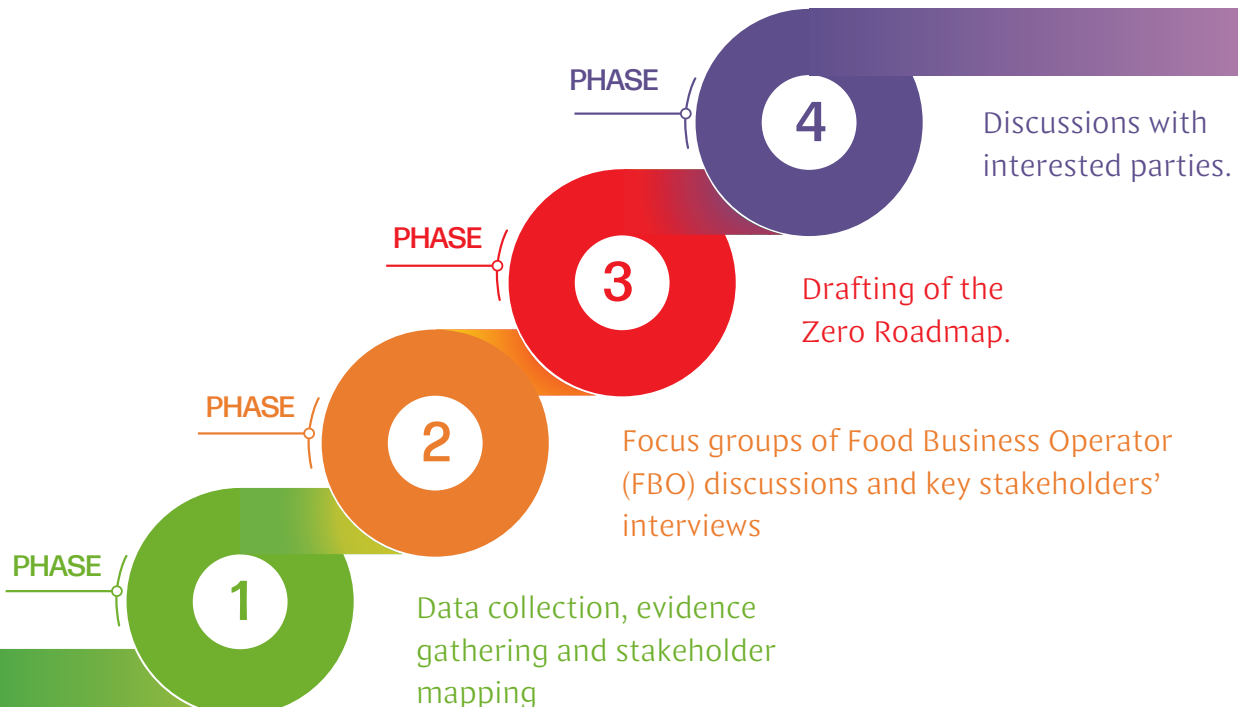 PHASE
4
Discussions with
interested parties.
PHASE
3
Drafting of the
Zero Roadmap.
PHASE
2
Focus groups of Food Business Operator
(FBO) discussions and key stakeholders’
interviews
PHASE
1
Data collection, evidence
gathering and stakeholder
mapping